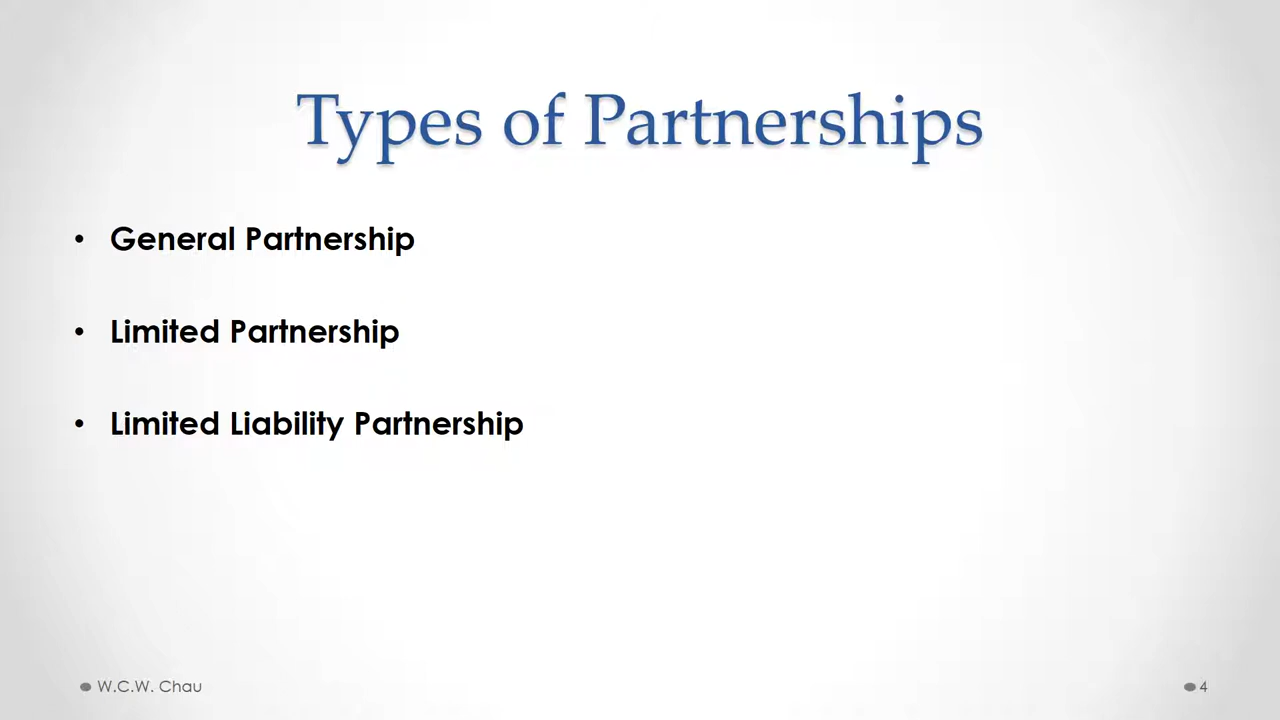 Types of Partnerships
• General Partnership
• Limited Partnership
• Limited Liability Partnership
W.C.W. Chau
4